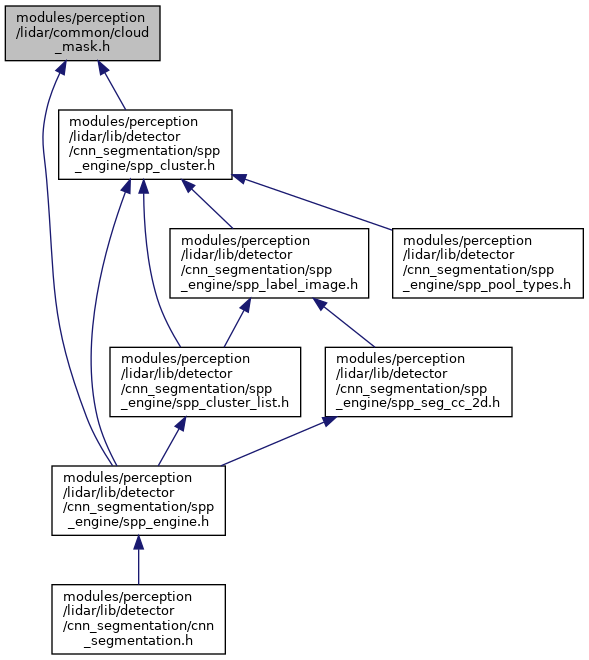 modules/perception
/lidar/common/cloud
_mask.h
modules/perception
/lidar/lib/detector
/cnn_segmentation/spp
_engine/spp_cluster.h
modules/perception
/lidar/lib/detector
/cnn_segmentation/spp
_engine/spp_label_image.h
modules/perception
/lidar/lib/detector
/cnn_segmentation/spp
_engine/spp_pool_types.h
modules/perception
/lidar/lib/detector
/cnn_segmentation/spp
_engine/spp_cluster_list.h
modules/perception
/lidar/lib/detector
/cnn_segmentation/spp
_engine/spp_seg_cc_2d.h
modules/perception
/lidar/lib/detector
/cnn_segmentation/spp
_engine/spp_engine.h
modules/perception
/lidar/lib/detector
/cnn_segmentation/cnn
_segmentation.h